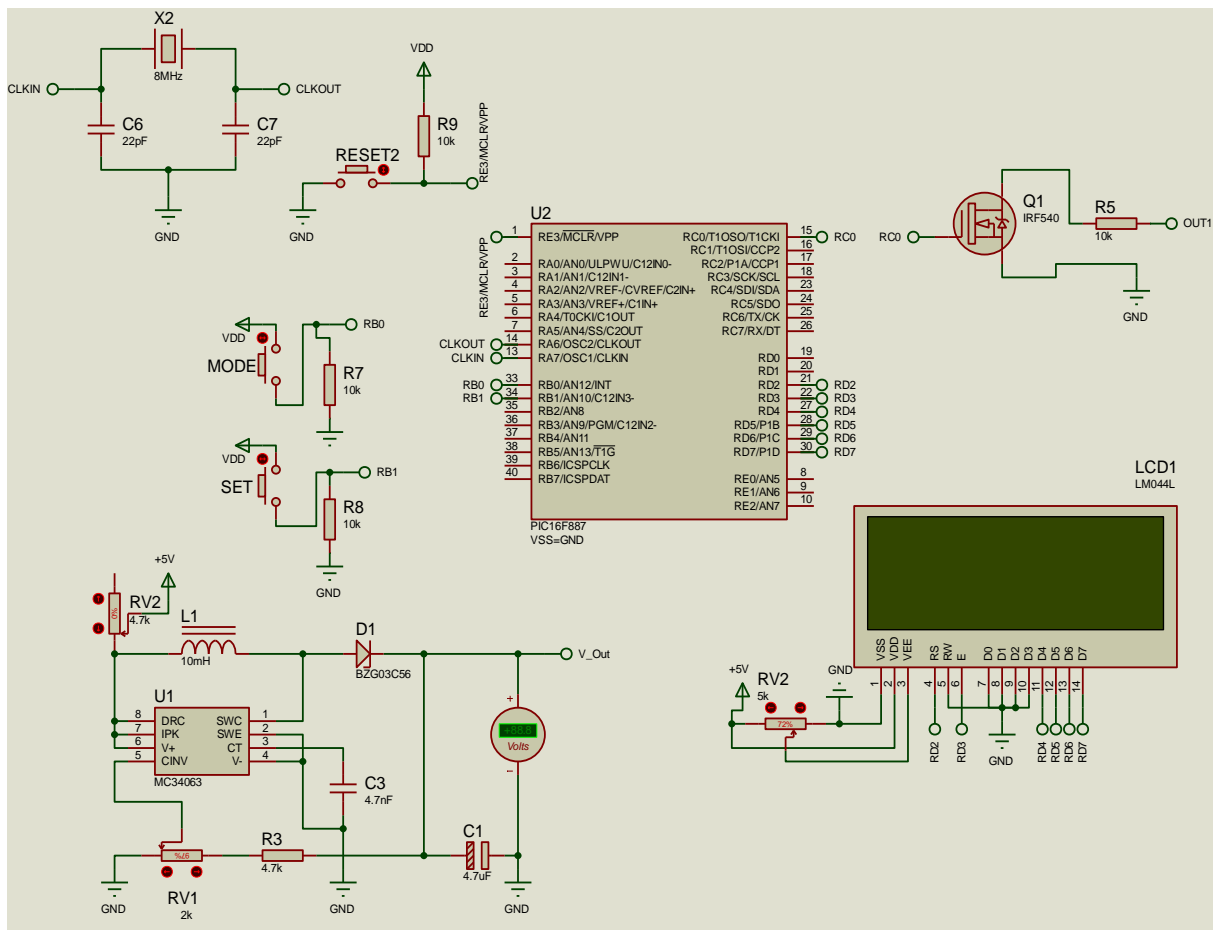 X2
8MHz
CLKIN
CLKOUT
C6
22pF
C7
22pF
GND
VDD
R9
10k
RE3/MCLR/VPP
RESET2
GND
U2
RE3/MCLR/VPP
1 RE3/MCLR/VPP
2 RA0/AN0/ULPWU/C12IN0-
3 RA1/AN1/C12IN1-
4 RA2/AN2/VREF-/CVREF/C2IN+
5 RA3/AN3/VREF+/C1IN+
6 RA4/T0CKI/C1OUT
7 RA5/AN4/SS/C2OUT
CLKOUT 14 RA6/OSC2/CLKOUT
CLKIN 13 RA7/OSC1/CLKIN
RB0 33 RB0/AN12/INT
RB1 34 RB1/AN10/C12IN3-
35 RB2/AN8
36 RB3/AN9/PGM/C12IN2-
37 RB4/AN11
38 RB5/AN13/T1G
39 RB6/ICSPCLK
40 RB7/ICSPDAT
RC0/T1OSO/T1CKI 15 RC0
RC1/T1OSI/CCP2 16
RC2/P1A/CCP1 17
RC3/SCK/SCL 18
RC4/SDI/SDA 23
RC5/SDO 24
RC6/TX/CK 25
RC7/RX/DT 26
RD0 19
RD1 20
RD2 21 RD2
RD3 22 RD3
RD4 27 RD4
RD5/P1B 28 RD5
RD6/P1C 29 RD6
RD7/P1D 30 RD7
RE0/AN5 8
RE1/AN6 9
RE2/AN7 10
PIC16F887
VSS=GND
RC0
Q1
IRF540
R5
10k
OUT1
GND
VDD
MODE
RB0
R7
10k
GND
VDD
SET
RB1
R8
10k
GND
+5V
RV2
4.7k
0%
L1
10mH
D1
BZG03C56
V_Out
U1
8 DRC SWC 1
7 IPK SWE 2
6 V+ CT 3
5 CINV V- 4
MC34063
C3
4.7nF
+
+88.8
Volts
RV1
2k
97%
R3
4.7k
C1
4.7uF
GND
GND
GND
LCD1
LM044L
VSS VDD VEE RS RW E D0 D1 D2 D3 D4 D5 D6 D7
1 2 3 4 5 6 7 8 9 10 11 12 13 14
+5V
RV2
5k
72%
GND
RD2 RD3 GND RD4 RD5 RD6 RD7